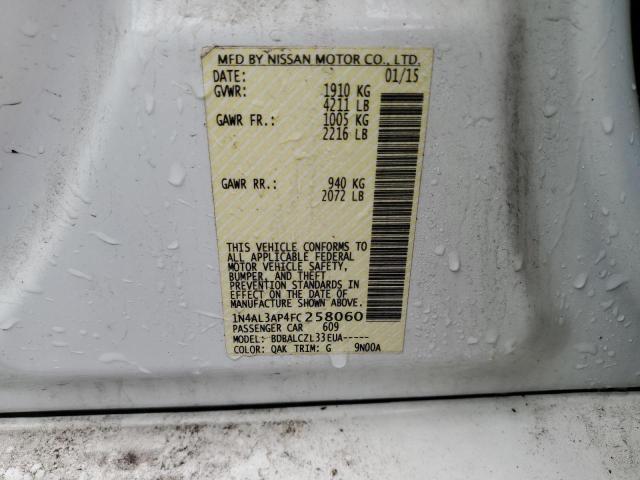 MFD BY NISSAN MOTOR CO., LTD.
DATE: 01/15
GVWR: 1910 KG
4211 LB
GAWR FR.: 1005 KG
2216 LB
GAWR RR.: 940 KG
2072 LB
THIS VEHICLE CONFORMS TO
ALL APPLICABLE FEDERAL
MOTOR VEHICLE SAFETY,
BUMPER, AND THEFT
PREVENTION STANDARDS IN
EFFECT ON THE DATE OF
MANUFACTURE SHOWN ABOVE.
1N4AL3AP4FC258060
PASSENGER CAR 609
MODEL: BDBALCZL33EUA-----
COLOR: QAK TRIM: G 9N00A